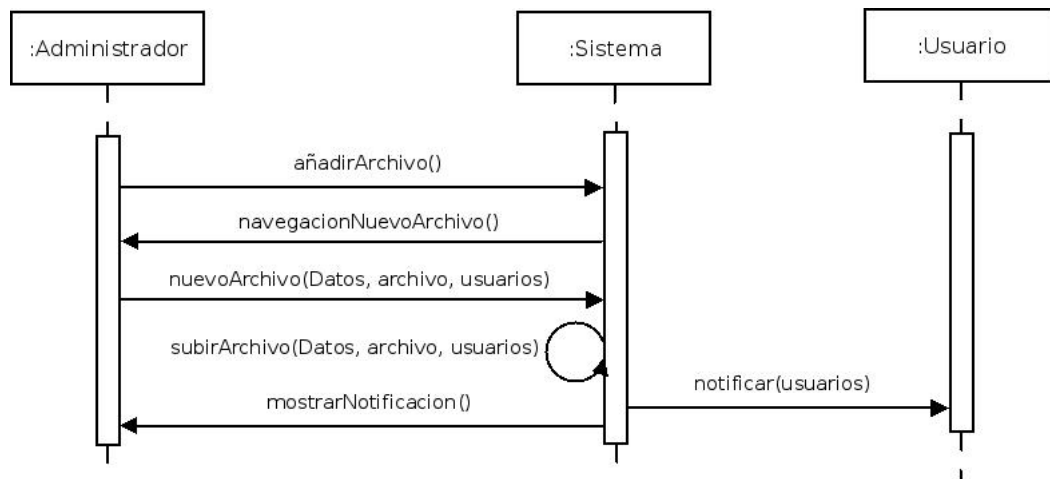 :Administrador
:Sistema
:Usuario
añadirArchivo()
navegacionNuevoArchivo()
nuevoArchivo(Datos, archivo, usuarios)
subirArchivo(Datos, archivo, usuarios)
notificar(usuarios)
mostrarNotificacion()